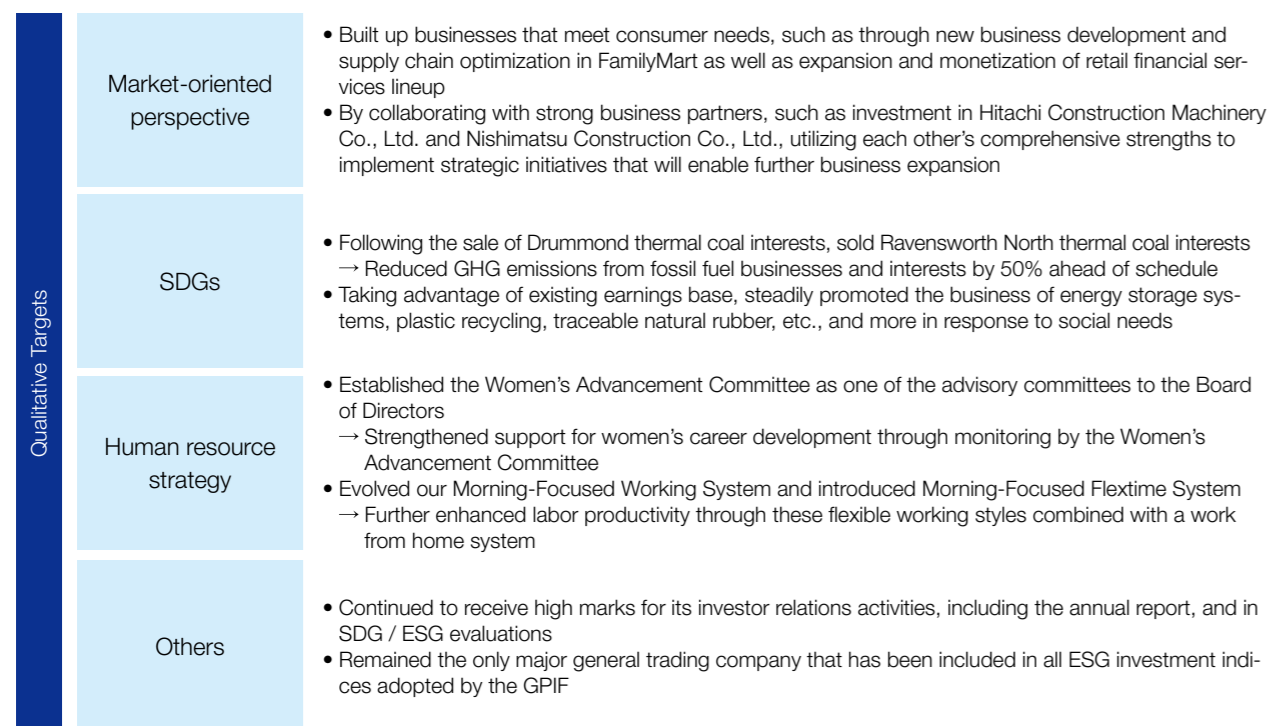 Qualitative Targets
Market-oriented
perspective
• Built up businesses that meet consumer needs, such as through new business development and
supply chain optimization in FamilyMart as well as expansion and monetization of retail financial ser-
vices lineup
• By collaborating with strong business partners, such as investment in Hitachi Construction Machinery
Co., Ltd. and Nishimatsu Construction Co., Ltd., utilizing each other’s comprehensive strengths to
implement strategic initiatives that will enable further business expansion
SDGs
• Following the sale of Drummond thermal coal interests, sold Ravensworth North thermal coal interests
→ Reduced GHG emissions from fossil fuel businesses and interests by 50% ahead of schedule
• Taking advantage of existing earnings base, steadily promoted the business of energy storage sys-
tems, plastic recycling, traceable natural rubber, etc., and more in response to social needs
Human resource
strategy
• Established the Women’s Advancement Committee as one of the advisory committees to the Board
of Directors
→ Strengthened support for women’s career development through monitoring by the Women’s
Advancement Committee
• Evolved our Morning-Focused Working System and introduced Morning-Focused Flextime System
→ Further enhanced labor productivity through these flexible working styles combined with a work
from home system
Others
• Continued to receive high marks for its investor relations activities, including the annual report, and in
SDG / ESG evaluations
• Remained the only major general trading company that has been included in all ESG investment indi-
ces adopted by the GPIF